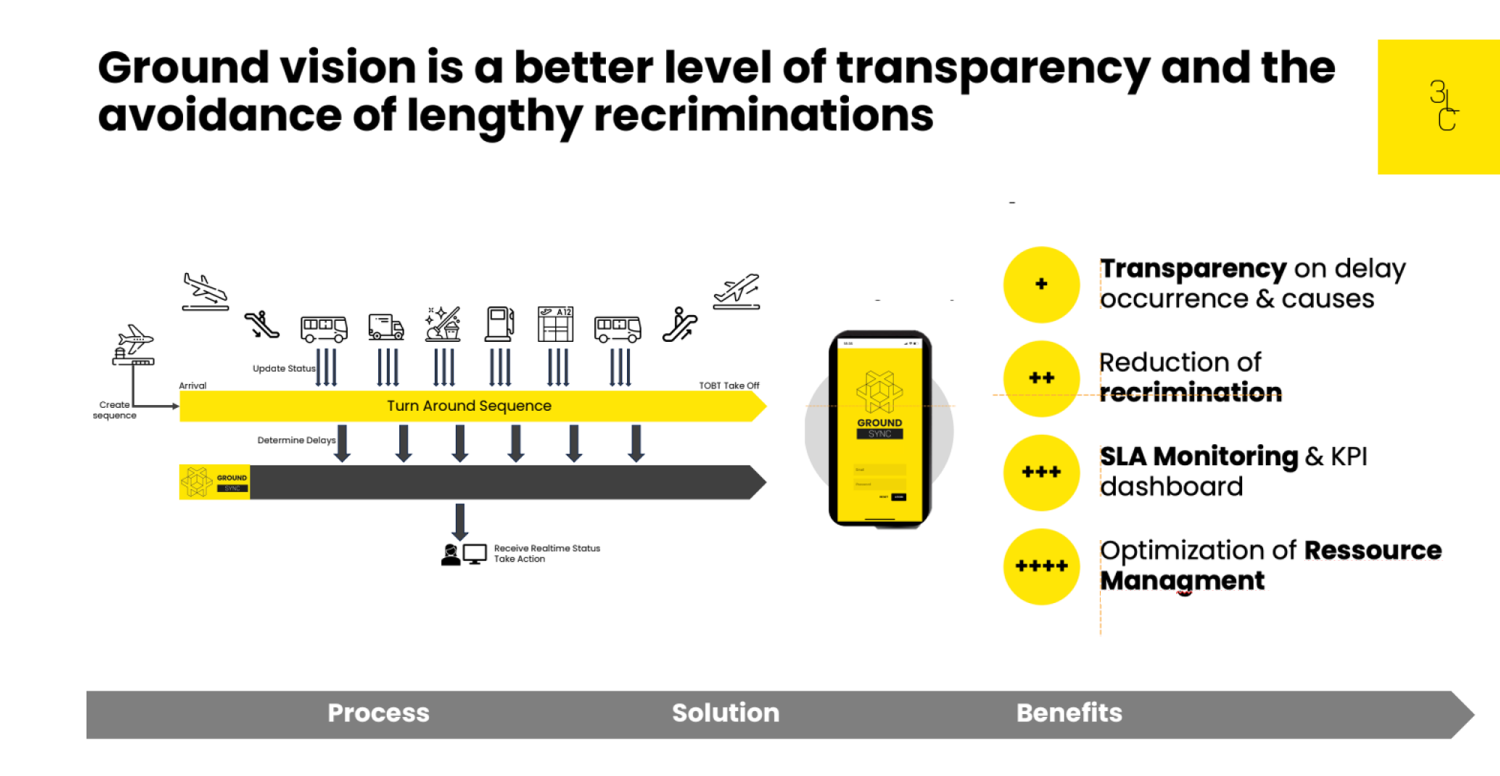 Ground vision is a better level of transparency and the
avoidance of lengthy recriminations
3LC
A12
Update Status
Arrival
TOBT Take Off
Create
sequence
Turn Around Sequence
Determine Delays
GROUND
SYNC
Receive Realtime Status
Take Action
GROUND
SYNC
+
Transparency on delay
occurrence & causes
++
Reduction of
recrimination
+++
SLA Monitoring & KPI
dashboard
++++
Optimization of Ressource
Managment
Process
Solution
Benefits